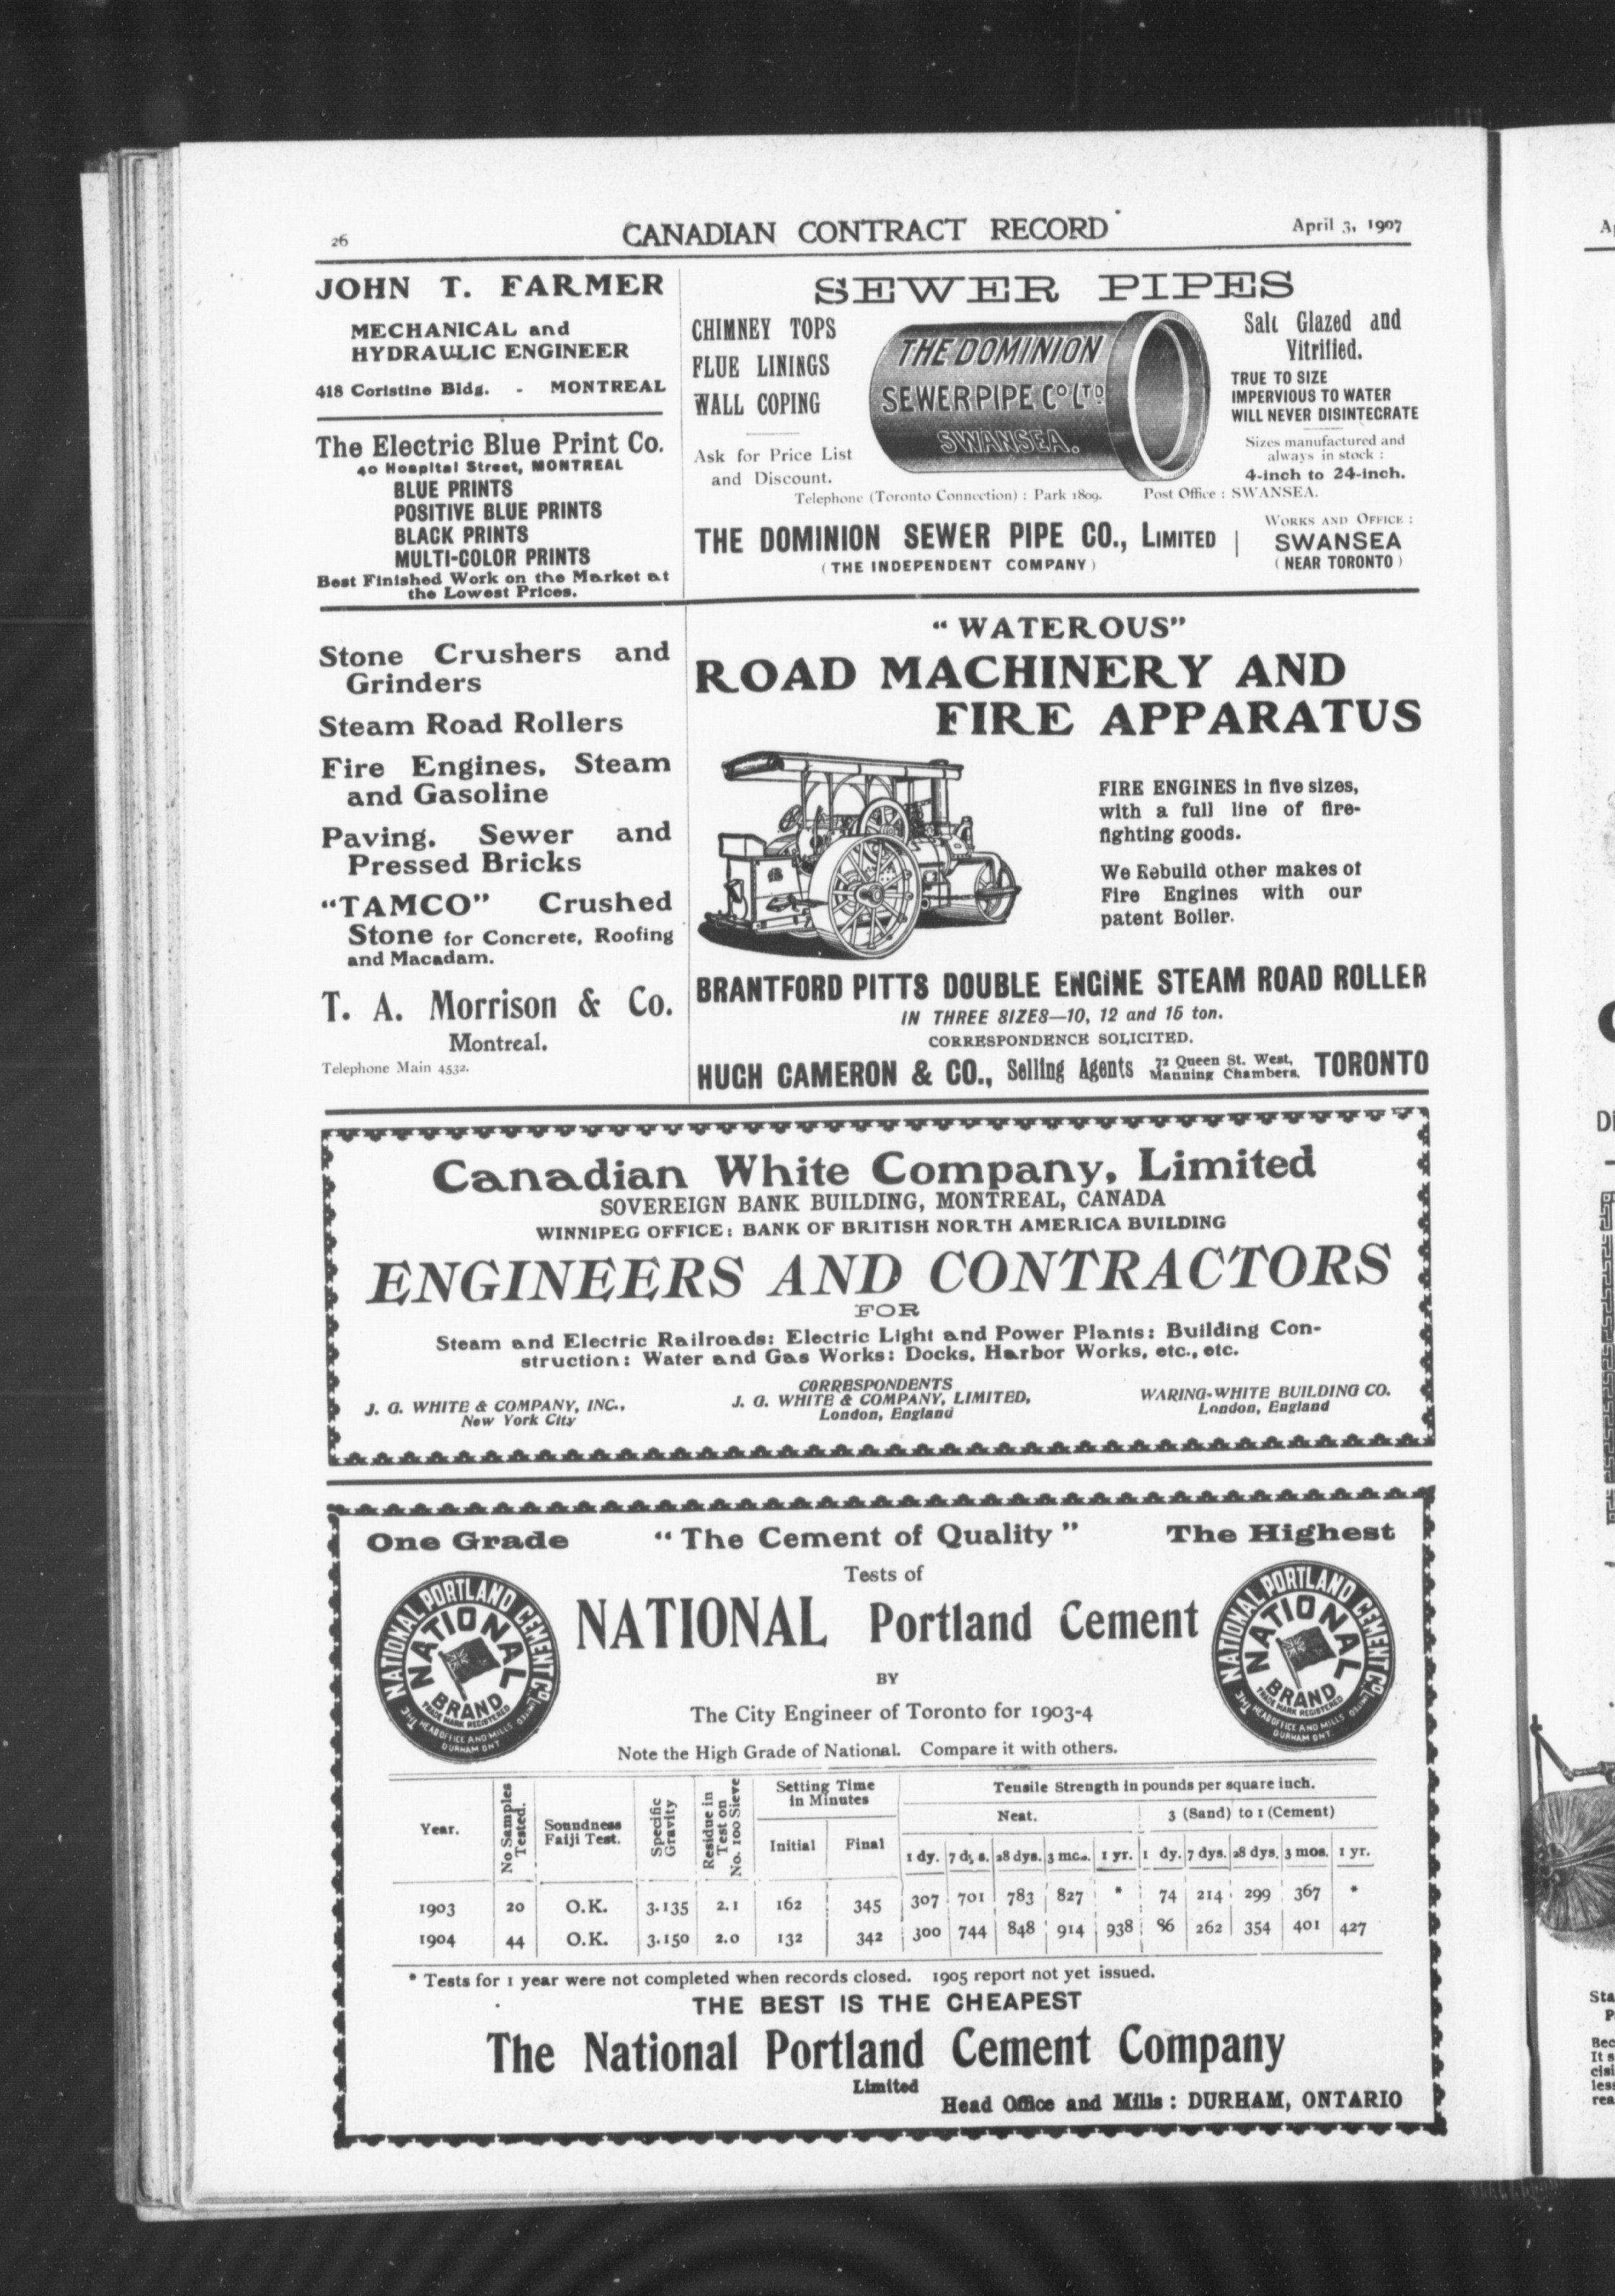 26
CANADIAN CONTRACT RECORD
April 3, 1907
JOHN T. FARMER
MECHANICAL and
HYDRAULIC ENGINEER
418 Coristine Bldg. - MONTREAL
The Electric Blue Print Co.
40 Hospital Street, MONTREAL
BLUE PRINTS
POSITIVE BLUE PRINTS
BLACK PRINTS
MULTI-COLOR PRINTS
Best Finished Work on the Market at
the Lowest Prices.
SEWER PIPES
CHIMNEY TOPS
FLUE LININGS
WALL COPING
Ask for Price List
and Discount.
THE DOMINION
SEWER PIPE CO LTD
SWANSEA.
Salt Glazed and
Vitrified.
TRUE TO SIZE
IMPERVIOUS TO WATER
WILL NEVER DISINTEGRATE
Sizes manufactured and
always in stock :
4-inch to 24-inch.
Telephone (Toronto Connection) : Park 1809. Post Office : SWANSEA.
THE DOMINION SEWER PIPE CO., LIMITED
(THE INDEPENDENT COMPANY)
WORKS AND OFFICE :
SWANSEA
(NEAR TORONTO)
Stone Crushers and
Grinders
Steam Road Rollers
Fire Engines, Steam
and Gasoline
Paving, Sewer and
Pressed Bricks
"TAMCO" Crushed
Stone for Concrete, Roofing
and Macadam.
T. A. Morrison & Co.
Montreal.
Telephone Main 4532.
"WATEROUS"
ROAD MACHINERY AND
FIRE APPARATUS
FIRE ENGINES in five sizes,
with a full line of fire-
fighting goods.
We Rebuild other makes of
Fire Engines with our
patent Boiler.
BRANTFORD PITTS DOUBLE ENGINE STEAM ROAD ROLLER
IN THREE SIZES—10, 12 and 15 ton.
CORRESPONDENCE SOLICITED.
HUGH CAMERON & CO., Selling Agents 72 Queen St. West, Manning Chambers. TORONTO
Canadian White Company, Limited
SOVEREIGN BANK BUILDING, MONTREAL, CANADA
WINNIPEG OFFICE: BANK OF BRITISH NORTH AMERICA BUILDING
ENGINEERS AND CONTRACTORS
FOR
Steam and Electric Railroads; Electric Light and Power Plants; Building Con-
struction; Water and Gas Works; Docks, Harbor Works, etc., etc.
CORRESPONDENTS
J. G. WHITE & COMPANY, INC.,
New York City
J. G. WHITE & COMPANY, LIMITED,
London, England
WARING-WHITE BUILDING CO.
London, England
One Grade "The Cement of Quality" The Highest
Tests of
NATIONAL Portland Cement
BY
The City Engineer of Toronto for 1903-4
Note the High Grade of National. Compare it with others.
THE NATIONAL PORTLAND CEMENT CO. LIMITED
NATIONAL
BRAND
TRADE MARK REGISTERED
HEAD OFFICE AND MILLS
DURHAM ONT.
THE NATIONAL PORTLAND CEMENT CO. LIMITED
NATIONAL
BRAND
TRADE MARK REGISTERED
HEAD OFFICE AND MILLS
DURHAM ONT.
Year. No Samples Tested. Soundness Faiji Test. Specific Gravity Residue in Test on No. 100 Sieve Setting Time in Minutes Tensile Strength in pounds per square inch.
Neat. 3 (Sand) to 1 (Cement)
Initial Final 1 dy. 7 dys. 28 dys. 3 mos. 1 yr. 1 dy. 7 dys. 28 dys. 3 mos. 1 yr.
1903 20 O.K. 3.135 2.1 162 345 307 701 783 827 * 74 214 299 367 *
1904 44 O.K. 3.150 2.0 132 342 300 744 848 914 938 96 262 354 401 427
* Tests for 1 year were not completed when records closed. 1905 report not yet issued.
THE BEST IS THE CHEAPEST
The National Portland Cement Company
Limited
Head Office and Mills : DURHAM, ONTARIO